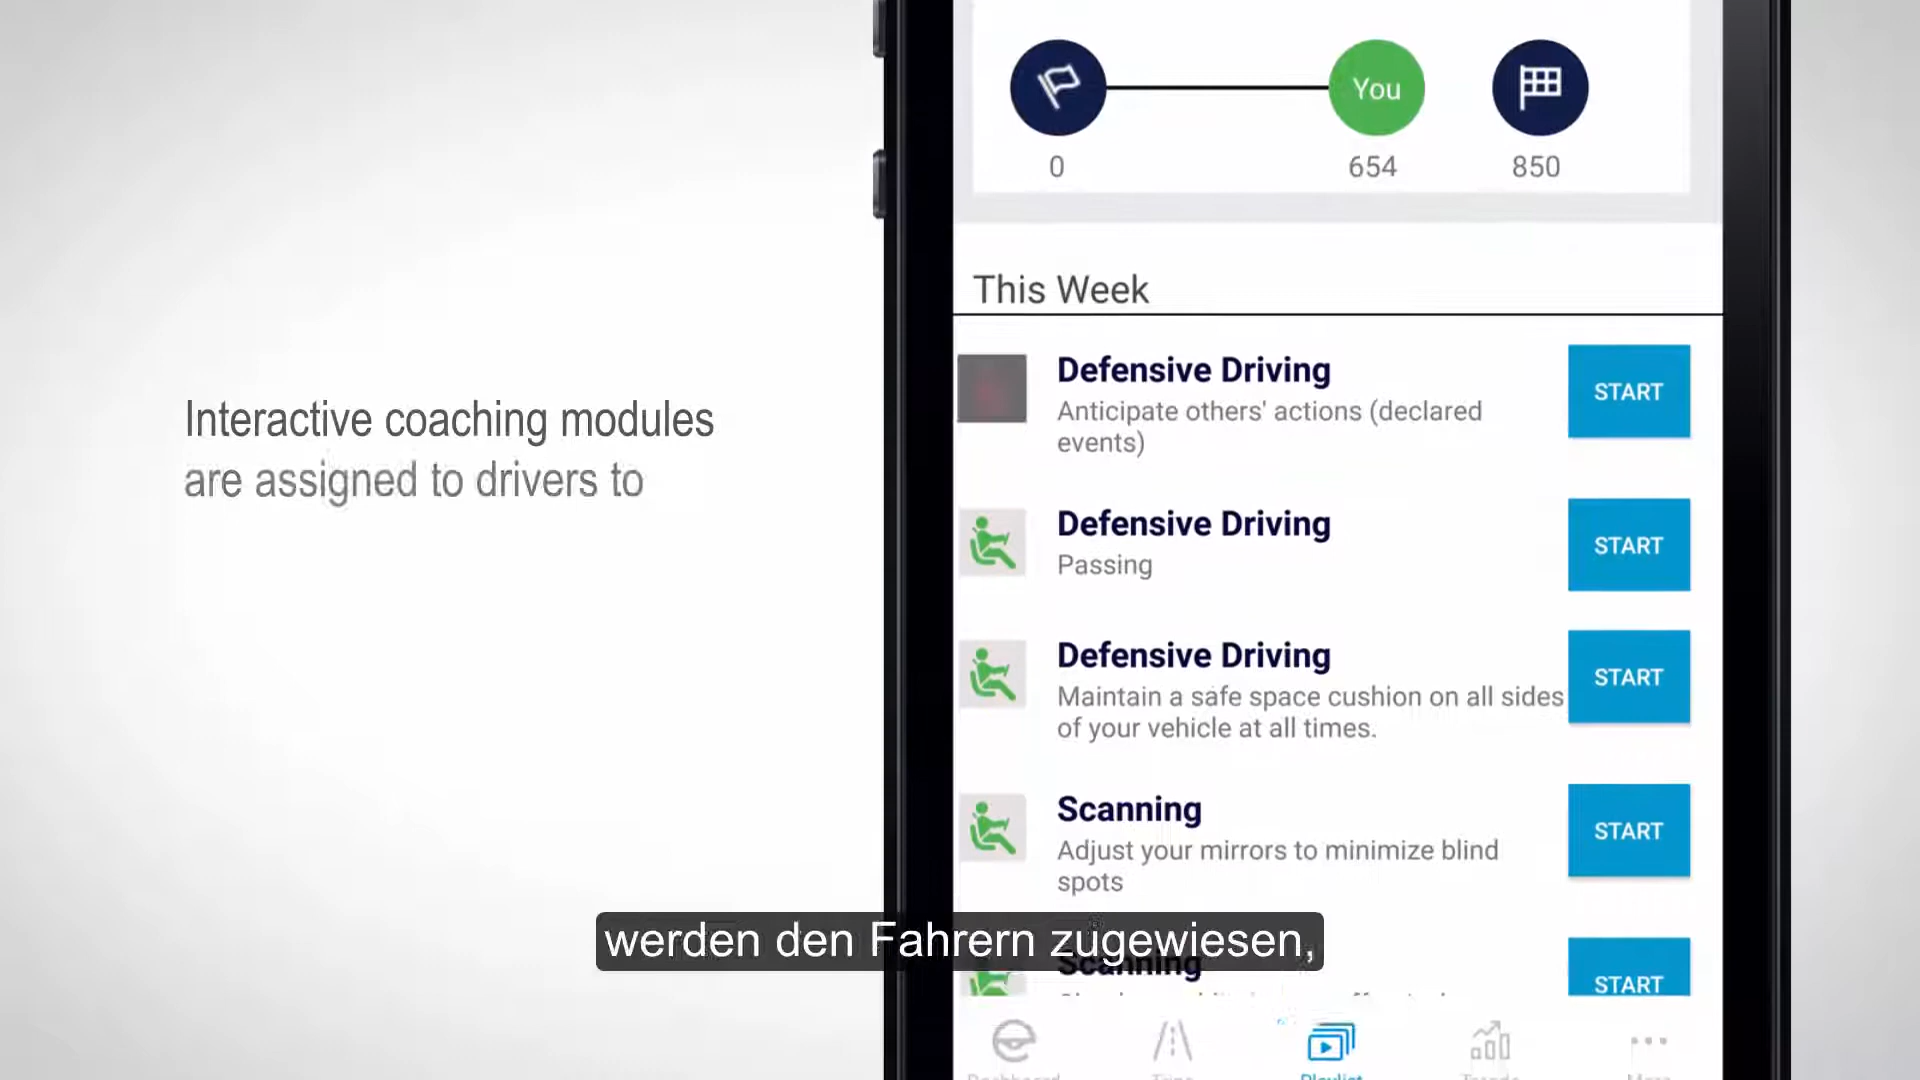 You
0
654
850
This Week
Interactive coaching modules
are assigned to drivers to
Defensive Driving
Anticipate others' actions (declared
events)
START
Defensive Driving
Passing
START
Defensive Driving
Maintain a safe space cushion on all sides
of your vehicle at all times.
START
Scanning
Adjust your mirrors to minimize blind
spots
START
werden den Fahrern zugewiesen,
Scanning
START
Playlist